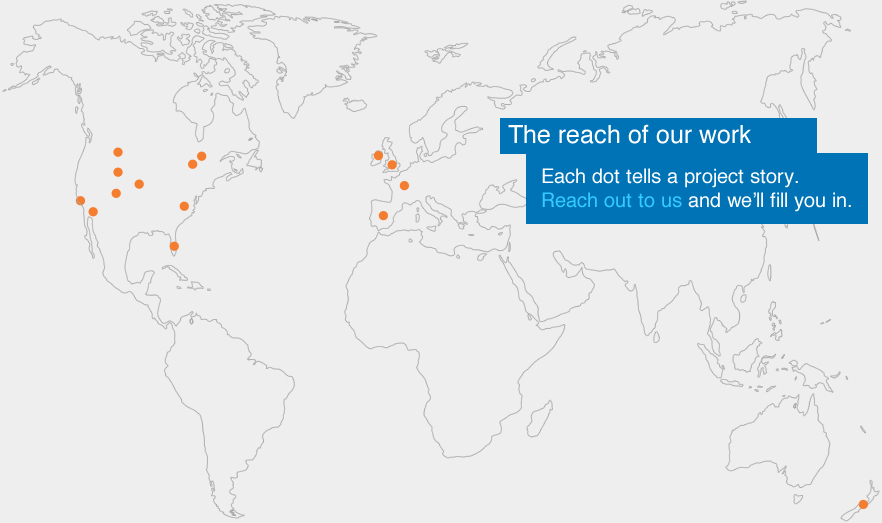 The reach of our work
Each dot tells a project story.
Reach out to us and we'll fill you in.